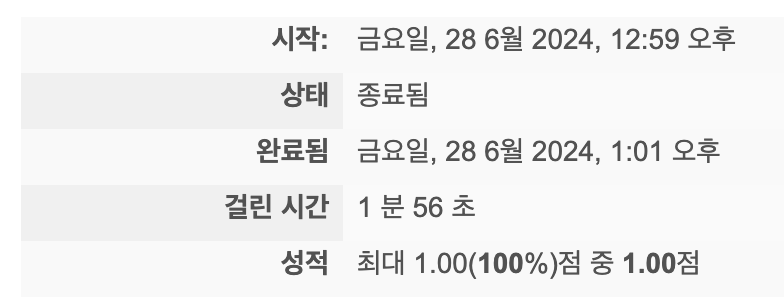 시작: 금요일, 28 6월 2024, 12:59 오후
상태 종료됨
완료됨 금요일, 28 6월 2024, 1:01 오후
걸린 시간 1 분 56 초
성적 최대 1.00(100%)점 중 1.00점